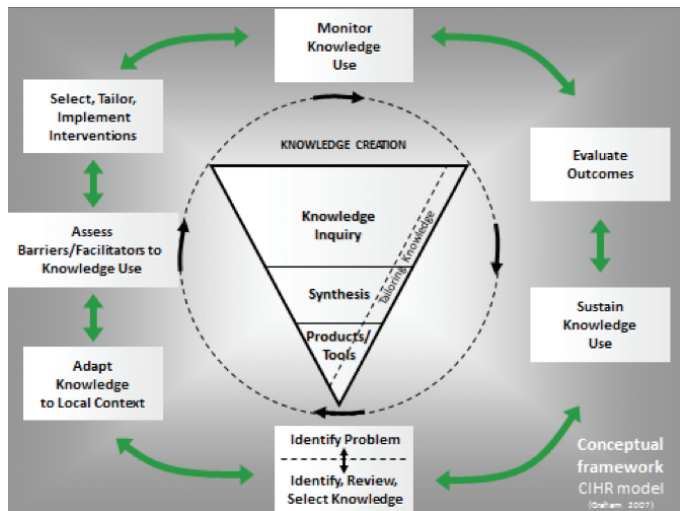 Monitor
Knowledge
Use
Select, Tailor,
Implement
Interventions
KNOWLEDGE CREATION
Evaluate
Outcomes
Knowledge
Inquiry
Tailoring Knowledge
Assess
Barriers/Facilitators to
Knowledge Use
Synthesis
Sustain
Knowledge
Use
Products/
Tools
Adapt
Knowledge
to Local Context
Identify Problem
Identify, Review,
Select Knowledge
Conceptual
framework
CIHR model
(Graham 2007)